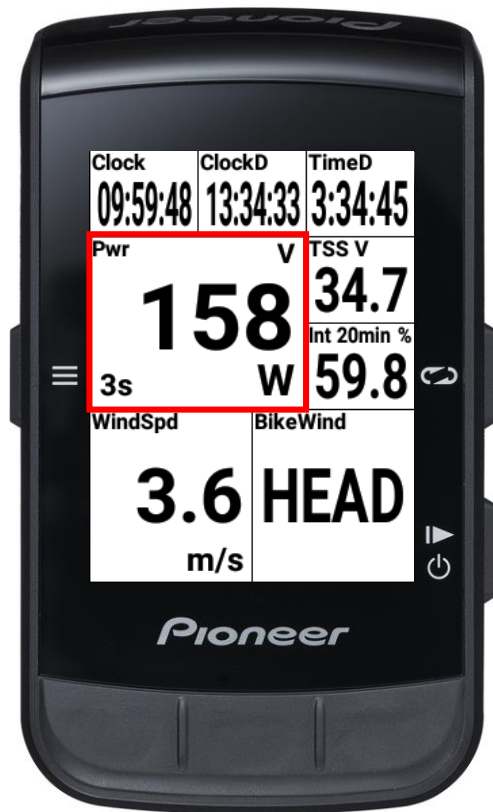 Pioneer
Clock ClockD TimeD
09:59:48 13:34:33 3:34:45
Pwr V
158
3s W
TSS V
34.7
Int 20min %
59.8
WindSpd BikeWind
3.6 HEAD
m/s
Pioneer